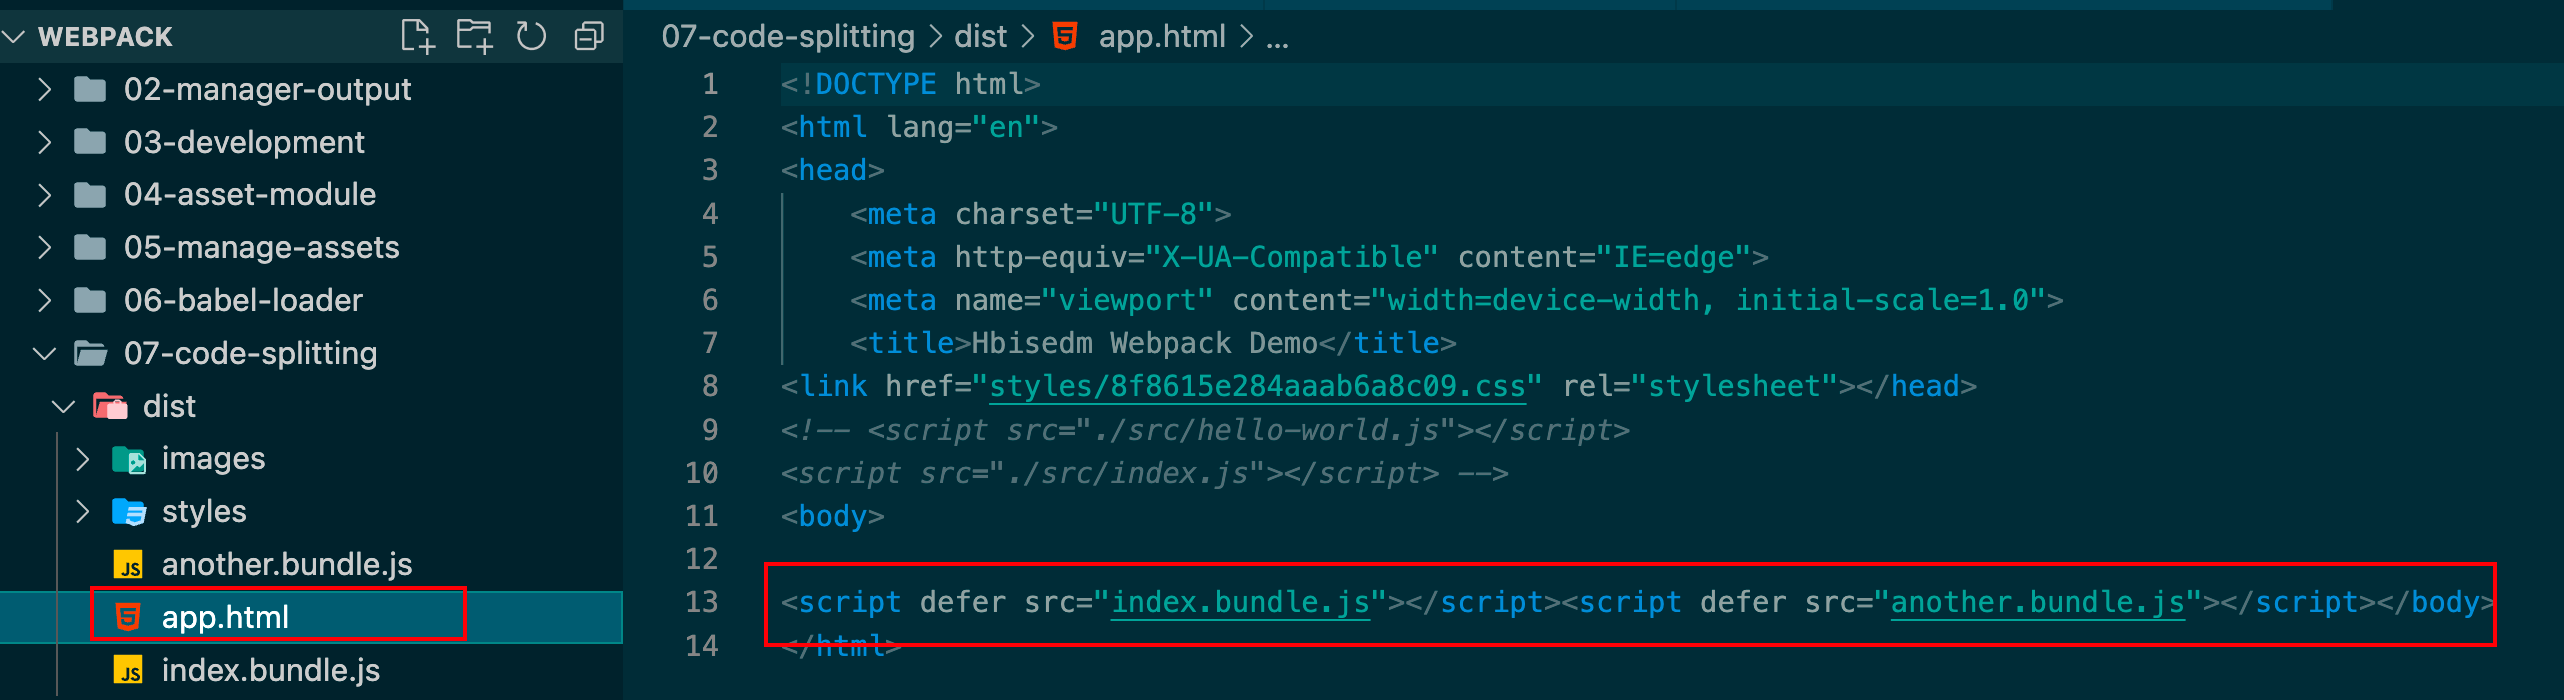 WEBPACK
02-manager-output
03-development
04-asset-module
05-manage-assets
06-babel-loader
07-code-splitting
dist
images
styles
another.bundle.js
app.html
index.bundle.js
07-code-splitting > dist > app.html > ...
1 <!DOCTYPE html>
2 <html lang="en">
3 <head>
4 <meta charset="UTF-8">
5 <meta http-equiv="X-UA-Compatible" content="IE=edge">
6 <meta name="viewport" content="width=device-width, initial-scale=1.0">
7 <title>Hbisedm Webpack Demo</title>
8 <link href="styles/8f8615e284aaab6a8c09.css" rel="stylesheet"></head>
9 <!-- <script src="./src/hello-world.js"></script>
10 <script src="./src/index.js"></script> -->
11 <body>
12
13 <script defer src="index.bundle.js"></script><script defer src="another.bundle.js"></script></body>
14 </html>